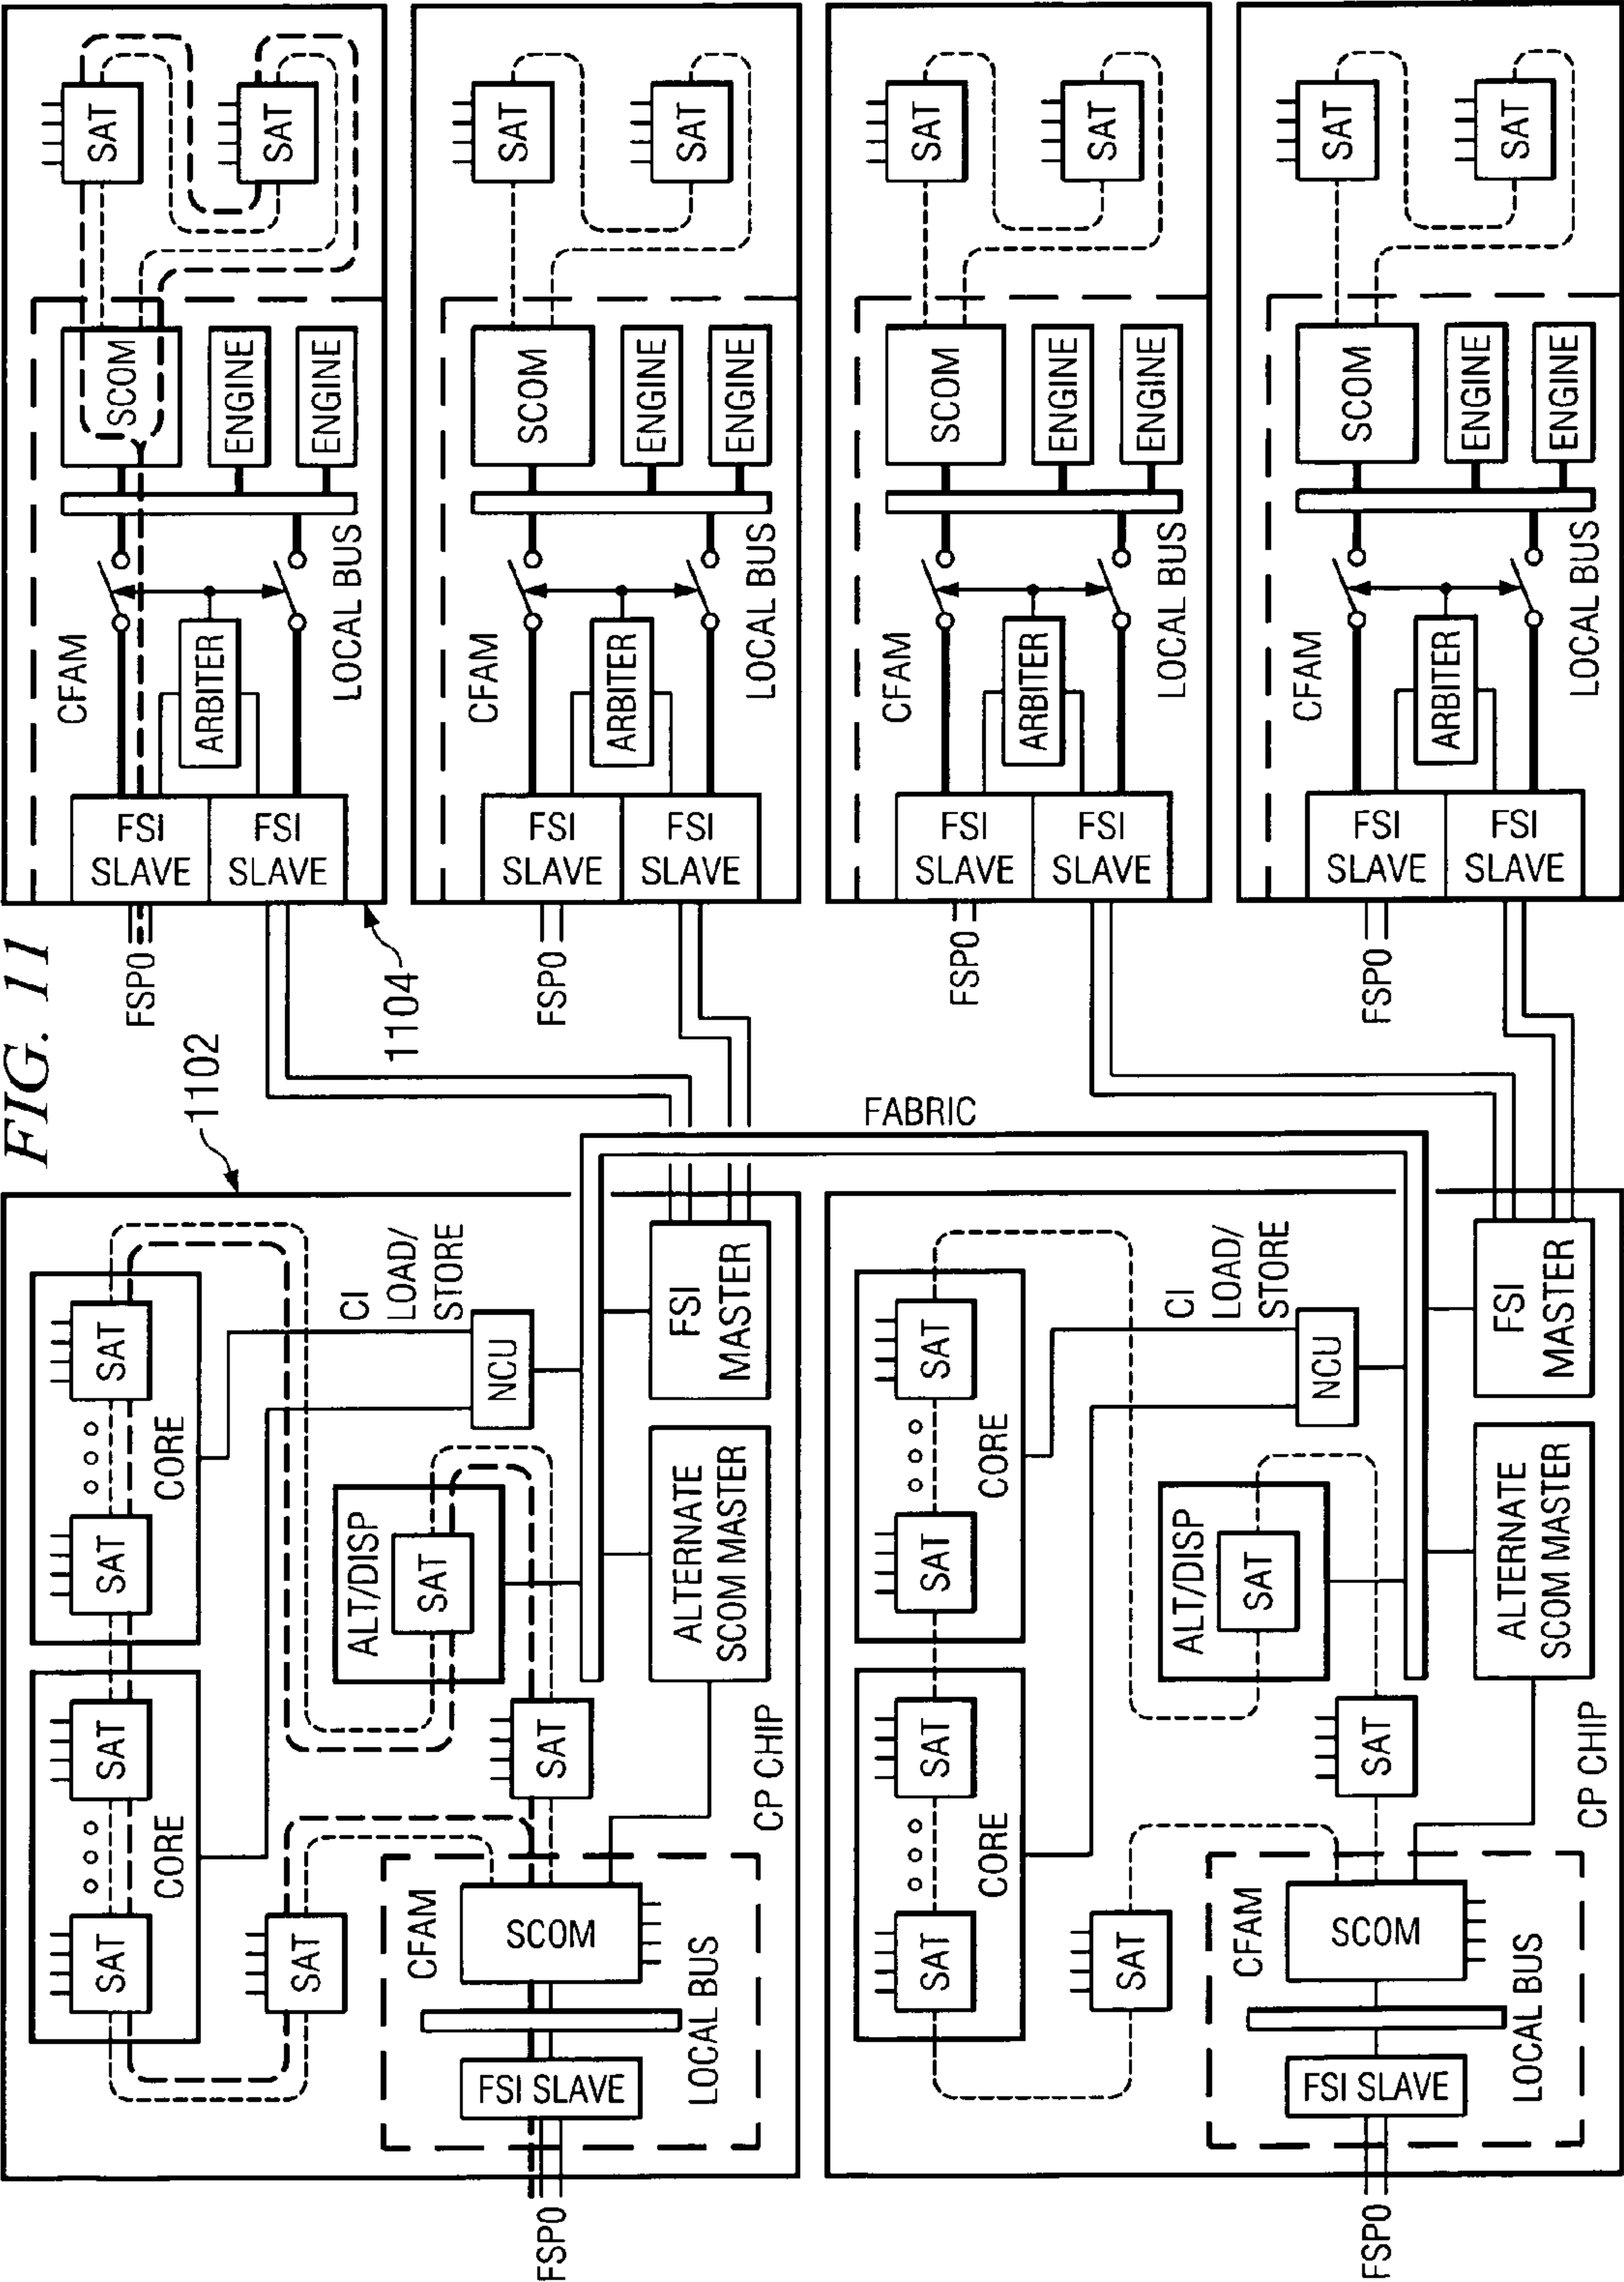 FIG. 11
1102
CORE
SAT
SAT
CORE
SAT
SAT
SAT
ALT/DISP
SAT
SAT
CI
LOAD/
STORE
NCU
FSI
MASTER
ALTERNATE
SCOM MASTER
CP CHIP
CFAM
SCOM
LOCAL BUS
FSI SLAVE
FSP0
FABRIC
CORE
SAT
SAT
CORE
SAT
SAT
SAT
ALT/DISP
SAT
SAT
CI
LOAD/
STORE
NCU
FSI
MASTER
ALTERNATE
SCOM MASTER
CP CHIP
CFAM
SCOM
LOCAL BUS
FSI SLAVE
FSP0
1104
FSP0
FSI
SLAVE
FSI
SLAVE
CFAM
ARBITER
LOCAL BUS
SCOM
ENGINE
ENGINE
SAT
SAT
FSP0
FSI
SLAVE
FSI
SLAVE
CFAM
ARBITER
LOCAL BUS
SCOM
ENGINE
ENGINE
SAT
SAT
FSP0
FSI
SLAVE
FSI
SLAVE
CFAM
ARBITER
LOCAL BUS
SCOM
ENGINE
ENGINE
SAT
SAT
FSP0
FSI
SLAVE
FSI
SLAVE
CFAM
ARBITER
LOCAL BUS
SCOM
ENGINE
ENGINE
SAT
SAT